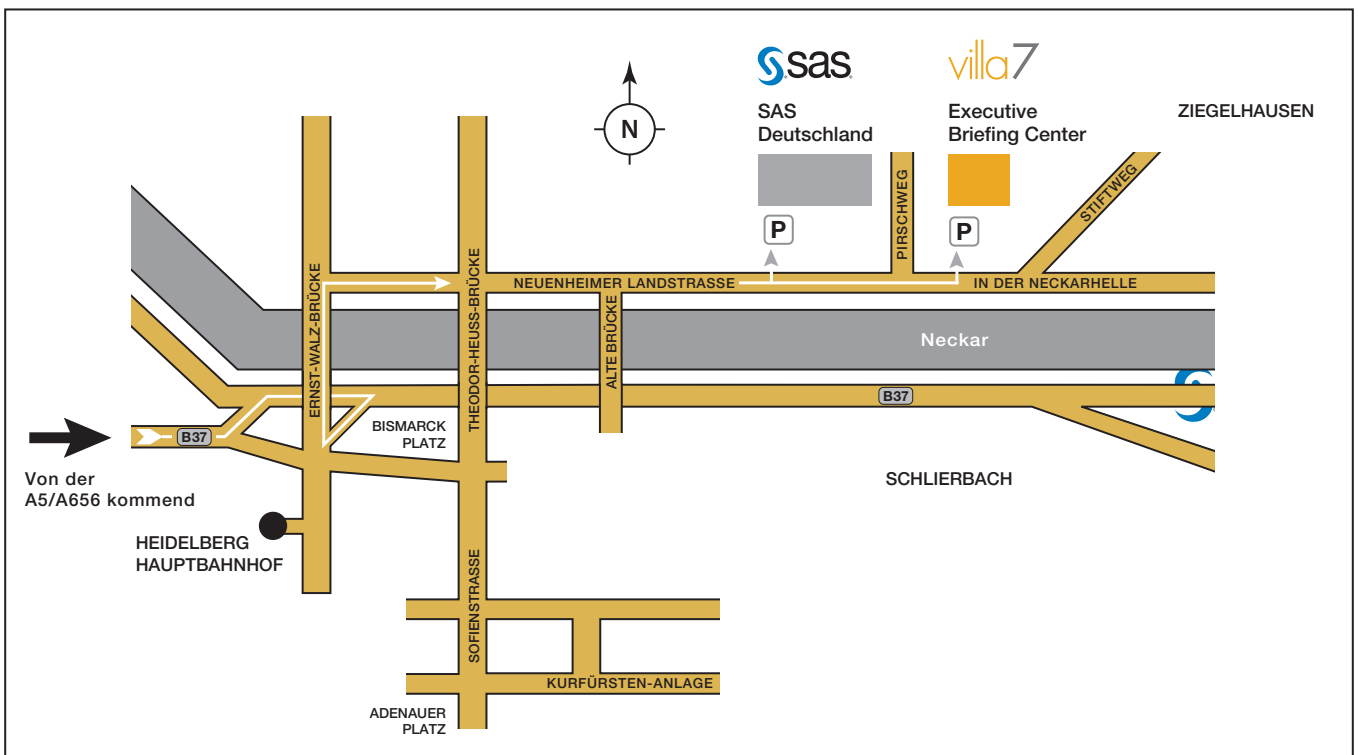 sas
villa7
SAS
Deutschland
Executive
Briefing Center
ZIEGELHAUSEN
N
P
P
PIRSCHWEG
STIFTWEG
NEUENHEIMER LANDSTRASSE
IN DER NECKARHELLE
ERNST-WALZ-BRÜCKE
THEODOR-HEUSS-BRÜCKE
ALTE BRÜCKE
Neckar
B37
B37
BISMARCK
PLATZ
Von der
A5/A656 kommend
SCHLIERBACH
HEIDELBERG
HAUPTBAHNHOF
SOFIENSTRASSE
KURFÜRSTEN-ANLAGE
ADENAUER
PLATZ